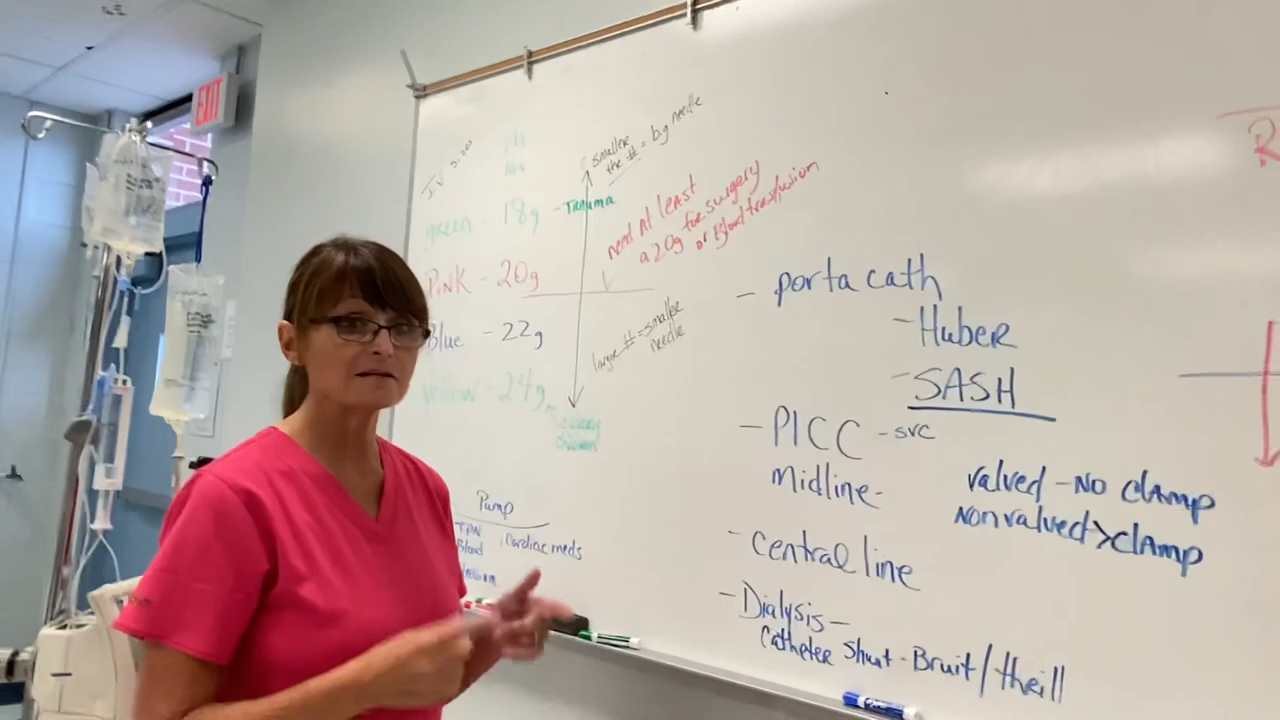 EXIT
IV Sizes
smaller
the # = big needle
green - 18g - Trauma
need At least
a 20g for surgery
or Blood transfusion
PiNK - 20g
Blue - 22g
large # = smaller
needle
yellow - 24g
Pump
TPN
Blood
Cardiac meds
- porta cath
- Huber
- SASH
- PICC - svc
midline -
valved - NO clAmp
Nonvalved > clAmp
- Central line
- Dialysis -
Catheter Shunt - Bruit / thrill
R